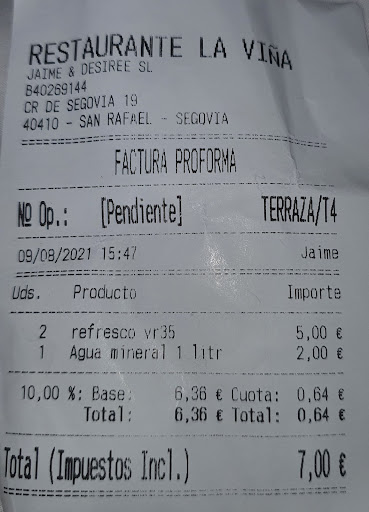 RESTAURANTE LA VIÑA
JAIME & DESIREE SL
B40269144
CR DE SEGOVIA 19
40410 - SAN RAFAEL - SEGOVIA
FACTURA PROFORMA
Nº Op.: [Pendiente] TERRAZA/T4
09/08/2021 15:47 Jaime
Uds. Producto Importe
2 refresco vr35 5,00 €
1 Agua mineral 1 litr 2,00 €
10,00 %: Base: 6,36 € Cuota: 0,64 €
Total: 6,36 € Total: 0,64 €
Total (Impuestos Incl.) 7,00 €